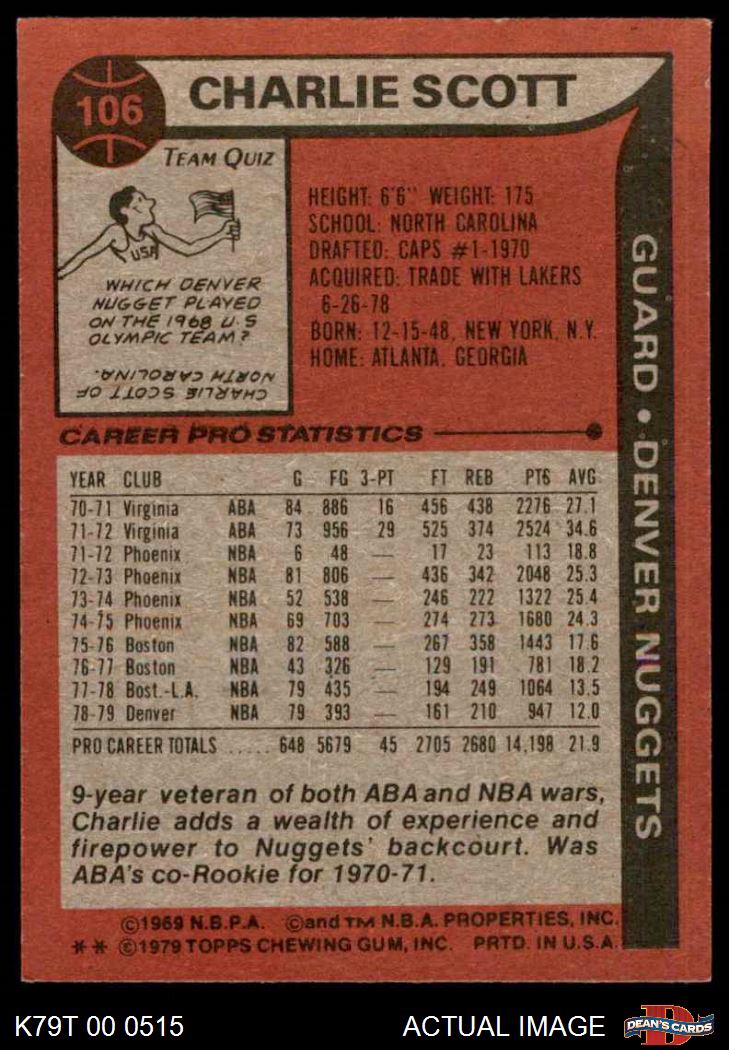 106
CHARLIE SCOTT
TEAM QUIZ
USA
WHICH DENVER
NUGGET PLAYED
ON THE 1968 U.S
OLYMPIC TEAM?
CHARLIE SCOTT OF
NORTH CAROLINA.
HEIGHT: 6'6" WEIGHT: 175
SCHOOL: NORTH CAROLINA
DRAFTED: CAPS #1-1970
ACQUIRED: TRADE WITH LAKERS
6-26-78
BORN: 12-15-48, NEW YORK, N.Y.
HOME: ATLANTA, GEORGIA
GUARD • DENVER NUGGETS
CAREER PRO STATISTICS
YEAR CLUB G FG 3-PT FT REB PTS AVG
70-71 Virginia ABA 84 886 16 456 438 2276 27.1
71-72 Virginia ABA 73 956 29 525 374 2524 34.6
71-72 Phoenix NBA 6 48 — 17 23 113 18.8
72-73 Phoenix NBA 81 806 — 436 342 2048 25.3
73-74 Phoenix NBA 52 538 — 246 222 1322 25.4
74-75 Phoenix NBA 69 703 — 274 273 1680 24.3
75-76 Boston NBA 82 588 — 267 358 1443 17.6
76-77 Boston NBA 43 326 — 129 191 781 18.2
77-78 Bost.-L.A. NBA 79 435 — 194 249 1064 13.5
78-79 Denver NBA 79 393 — 161 210 947 12.0
PRO CAREER TOTALS ..... 648 5679 45 2705 2680 14,198 21.9
9-year veteran of both ABA and NBA wars,
Charlie adds a wealth of experience and
firepower to Nuggets' backcourt. Was
ABA's co-Rookie for 1970-71.
©1969 N.B.P.A. ©and TM N.B.A. PROPERTIES, INC.
** ©1979 TOPPS CHEWING GUM, INC. PRTD. IN U.S.A.
K79T 00 0515
ACTUAL IMAGE
D
DEAN'S CARDS